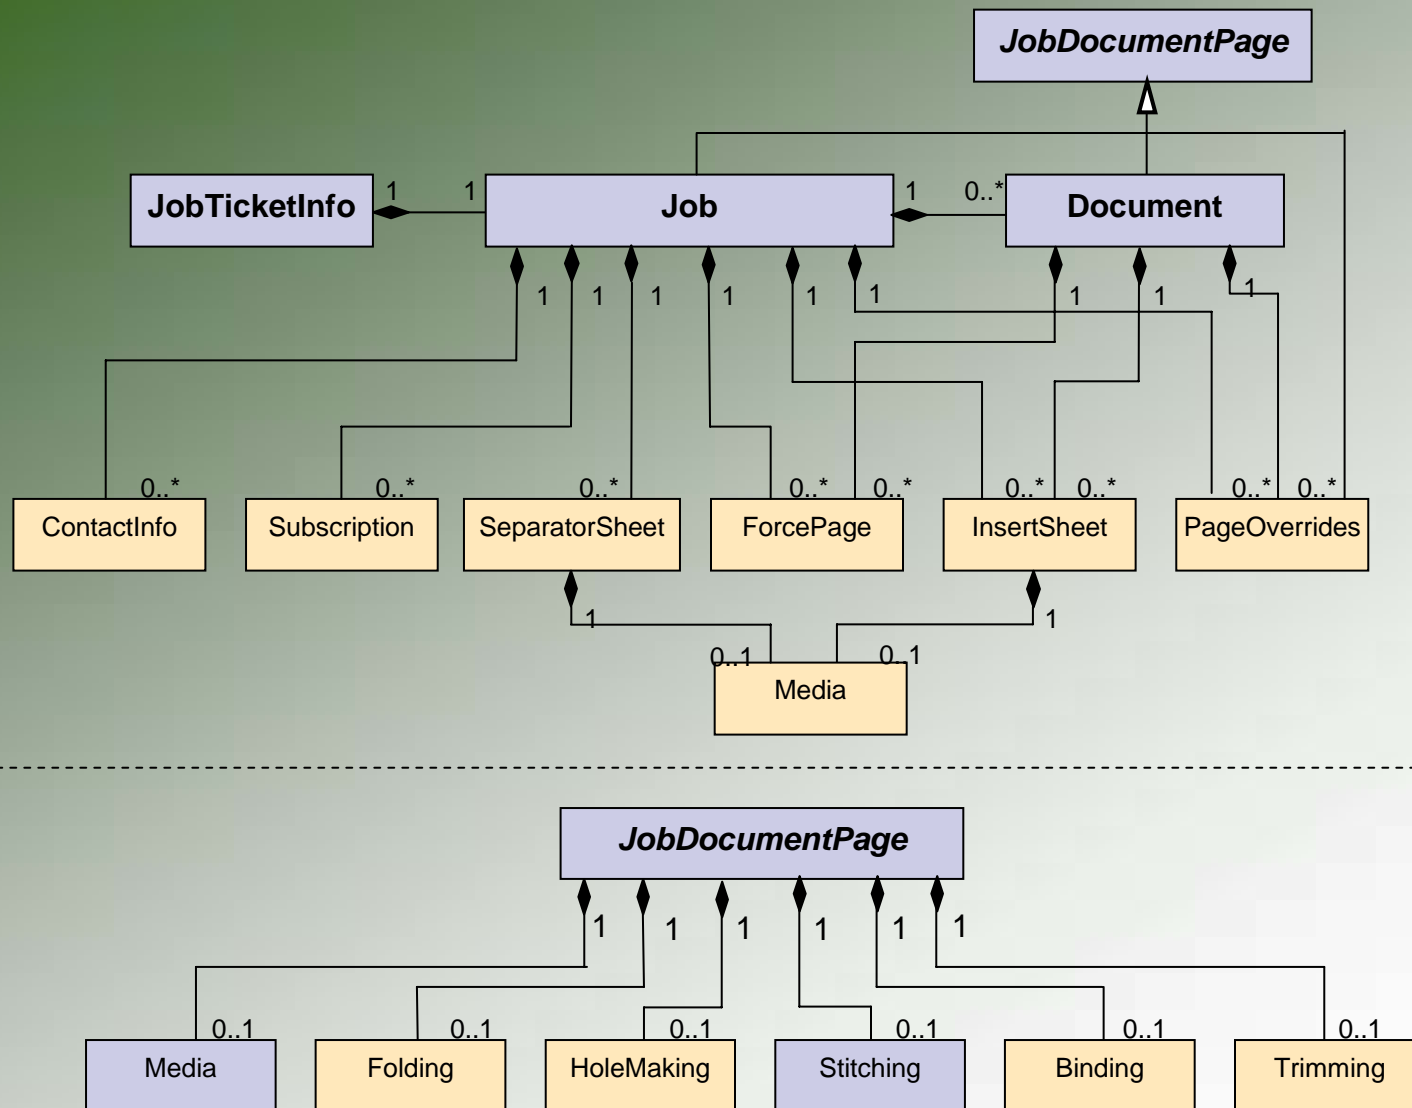 JobDocumentPage
JobTicketInfo 1 1 Job 1 0..* Document
1 1 1 1 1 1 1 1 1
0..* 0..* 0..* 0..* 0..* 0..* 0..* 0..* 0..*
ContactInfo Subscription SeparatorSheet ForcePage InsertSheet PageOverrides
1 1
0..1 0..1
Media
JobDocumentPage
1 1 1 1 1 1
0..1 0..1 0..1 0..1 0..1 0..1
Media Folding HoleMaking Stitching Binding Trimming